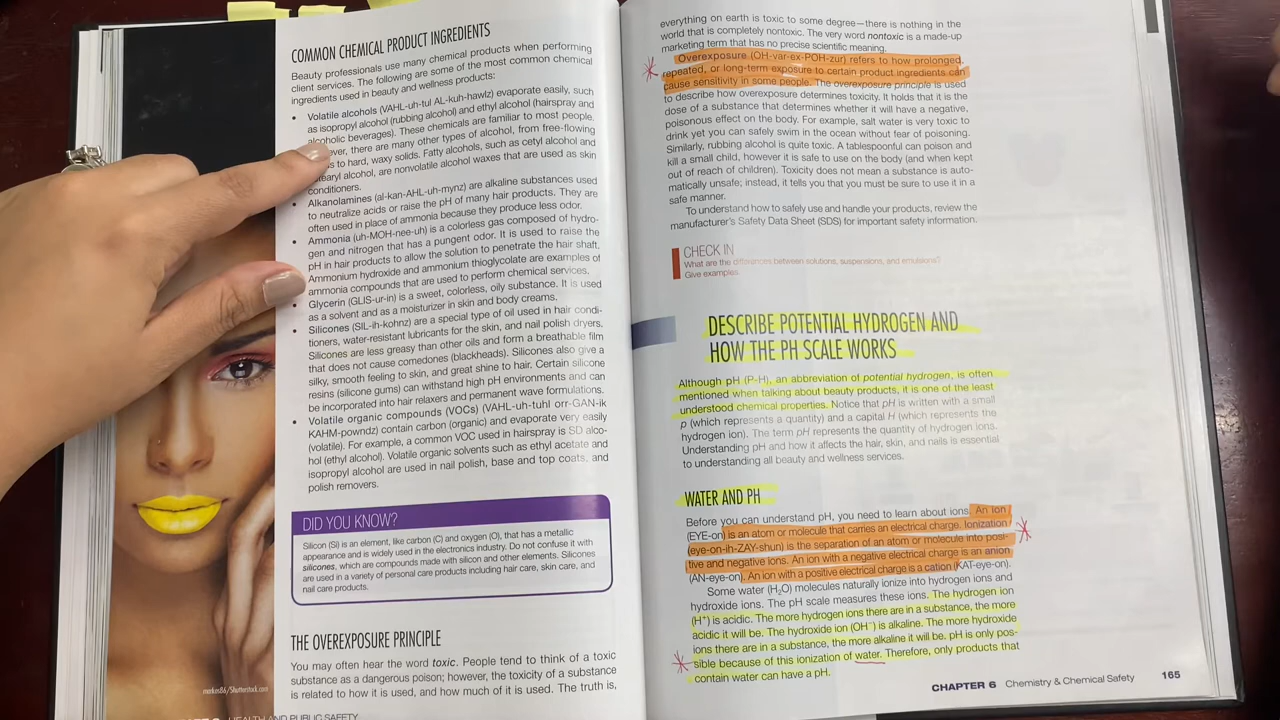 COMMON CHEMICAL PRODUCT INGREDIENTS
Beauty professionals use many chemical products when performing
client services. The following are some of the most common chemical
ingredients used in beauty and wellness products:
• Volatile alcohols (VAHL-uh-tul AL-kuh-hawlz) evaporate easily, such
as isopropyl alcohol (rubbing alcohol) and ethyl alcohol (hairspray and
alcoholic beverages). These chemicals are familiar to most people.
ever, there are many other types of alcohol, from free-flowing
to hard, waxy solids. Fatty alcohols, such as cetyl alcohol and
stearyl alcohol, are nonvolatile alcohol waxes that are used as skin
conditioners.
• Alkanolamines (al-kan-AHL-uh-mynz) are alkaline substances used
to neutralize acids or raise the pH of many hair products. They are
often used in place of ammonia because they produce less odor.
• Ammonia (uh-MOH-nee-uh) is a colorless gas composed of hydro-
gen and nitrogen that has a pungent odor. It is used to raise the
pH in hair products to allow the solution to penetrate the hair shaft.
Ammonium hydroxide and ammonium thioglycolate are examples of
ammonia compounds that are used to perform chemical services.
• Glycerin (GLIS-ur-in) is a sweet, colorless, oily substance. It is used
as a solvent and as a moisturizer in skin and body creams.
• Silicones (SIL-ih-kohnz) are a special type of oil used in hair condi-
tioners, water-resistant lubricants for the skin, and nail polish dryers.
Silicones are less greasy than other oils and form a breathable film
that does not cause comedones (blackheads). Silicones also give a
silky, smooth feeling to skin, and great shine to hair. Certain silicone
resins (silicone gums) can withstand high pH environments and can
be incorporated into hair relaxers and permanent wave formulations.
• Volatile organic compounds (VOCs) (VAHL-uh-tuhl orr-GAN-ik
KAHM-powndz) contain carbon (organic) and evaporate very easily
(volatile). For example, a common VOC used in hairspray is SD alco-
hol (ethyl alcohol). Volatile organic solvents such as ethyl acetate and
isopropyl alcohol are used in nail polish, base and top coats, and
polish removers.
DID YOU KNOW?
Silicon (Si) is an element, like carbon (C) and oxygen (O), that has a metallic
appearance and is widely used in the electronics industry. Do not confuse it with
silicones, which are compounds made with silicon and other elements. Silicones
are used in a variety of personal care products including hair care, skin care, and
nail care products.
THE OVEREXPOSURE PRINCIPLE
You may often hear the word toxic. People tend to think of a toxic
substance as a dangerous poison; however, the toxicity of a substance
is related to how it is used, and how much of it is used. The truth is,
merkus86/Shutterstock.com
HEALTH AND PUBLIC SAFETY
everything on earth is toxic to some degree—there is nothing in the
world that is completely nontoxic. The very word nontoxic is a made-up
marketing term that has no precise scientific meaning.
Overexposure (OH-var-ex-POH-zur) refers to how prolonged,
repeated, or long-term exposure to certain product ingredients can
cause sensitivity in some people. The overexposure principle is used
to describe how overexposure determines toxicity. It holds that it is the
dose of a substance that determines whether it will have a negative,
poisonous effect on the body. For example, salt water is very toxic to
drink yet you can safely swim in the ocean without fear of poisoning.
Similarly, rubbing alcohol is quite toxic. A tablespoonful can poison and
kill a small child, however it is safe to use on the body (and when kept
out of reach of children). Toxicity does not mean a substance is auto-
matically unsafe; instead, it tells you that you must be sure to use it in a
safe manner.
To understand how to safely use and handle your products, review the
manufacturer's Safety Data Sheet (SDS) for important safety information.
CHECK IN
What are the differences between solutions, suspensions, and emulsions?
Give examples.
DESCRIBE POTENTIAL HYDROGEN AND
HOW THE PH SCALE WORKS
Although pH (P-H), an abbreviation of potential hydrogen, is often
mentioned when talking about beauty products, it is one of the least
understood chemical properties. Notice that pH is written with a small
p (which represents a quantity) and a capital H (which represents the
hydrogen ion). The term pH represents the quantity of hydrogen ions.
Understanding pH and how it affects the hair, skin, and nails is essential
to understanding all beauty and wellness services.
WATER AND PH
Before you can understand pH, you need to learn about ions. An ion
(EYE-on) is an atom or molecule that carries an electrical charge. Ionization
(eye-on-ih-ZAY-shun) is the separation of an atom or molecule into posi-
tive and negative ions. An ion with a negative electrical charge is an anion
(AN-eye-on). An ion with a positive electrical charge is a cation (KAT-eye-on).
Some water (H₂O) molecules naturally ionize into hydrogen ions and
hydroxide ions. The pH scale measures these ions. The hydrogen ion
(H⁺) is acidic. The more hydrogen ions there are in a substance, the more
acidic it will be. The hydroxide ion (OH⁻) is alkaline. The more hydroxide
ions there are in a substance, the more alkaline it will be. pH is only pos-
sible because of this ionization of water. Therefore, only products that
contain water can have a pH.
CHAPTER 6 Chemistry & Chemical Safety 165